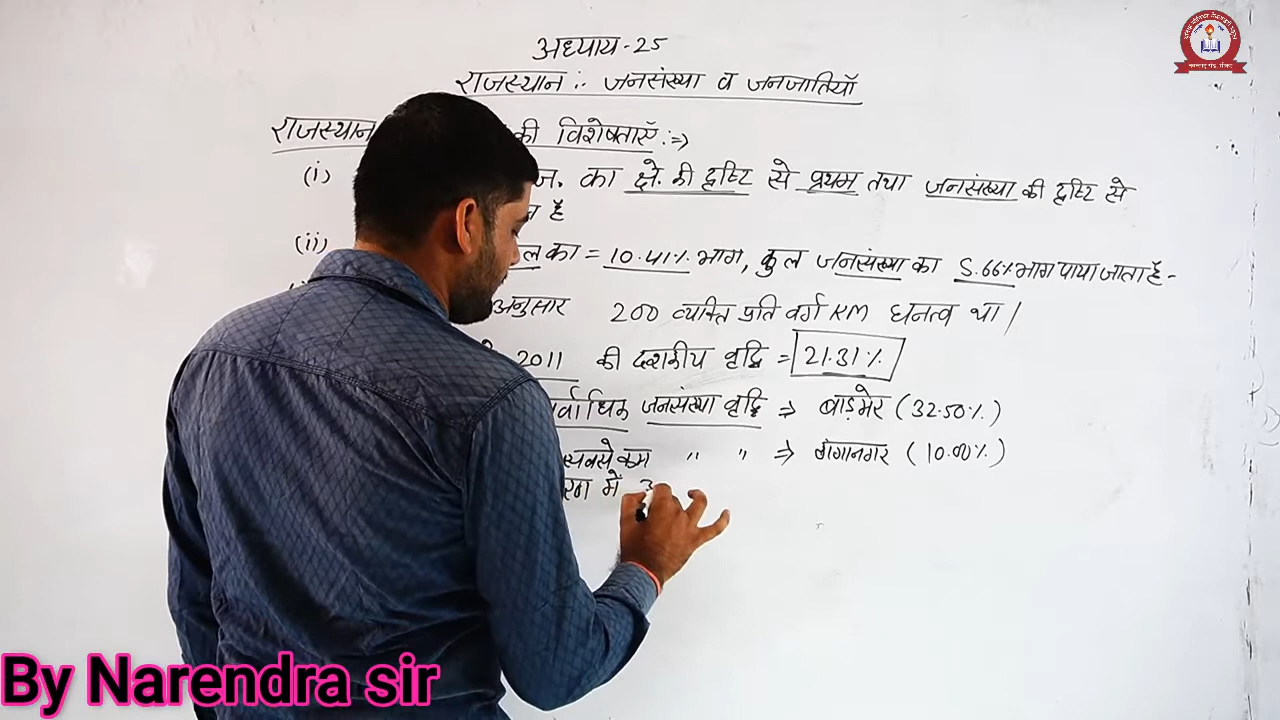 अध्याय-25
राजस्थान :- जनसंख्या व जनजातियाँ
राजस्थान की विशेषताएँ :⇒
(i) ज. का क्षे. की दृष्टि से प्रथम तथा जनसंख्या की दृष्टि से
है
(ii) का = 10.41% भाग, कुल जनसंख्या का 5.66% भाग पाया जाता है -
अनुसार 200 व्यक्ति प्रति वर्ग KM घनत्व था।
2011 की दशकीय वृद्धि = 21.31%
र्वाधिक जनसंख्या वृद्धि ⇒ बाड़मेर (32.50%)
सबसे कम " " ⇒ गंगानगर (10.00%)
में
By Narendra sir